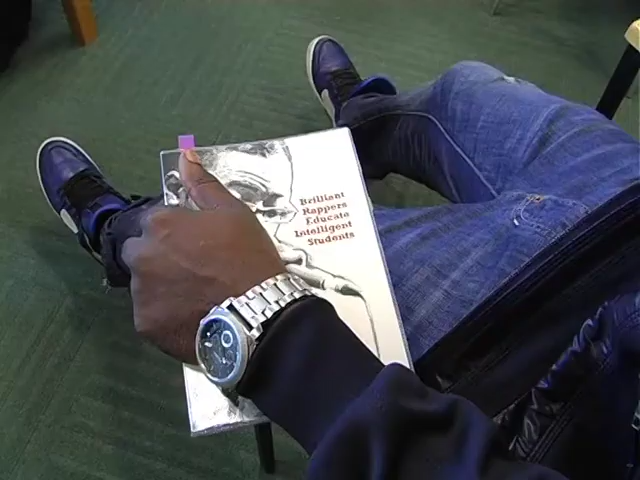 Brilliant
Rappers
Educate
Intelligent
Students